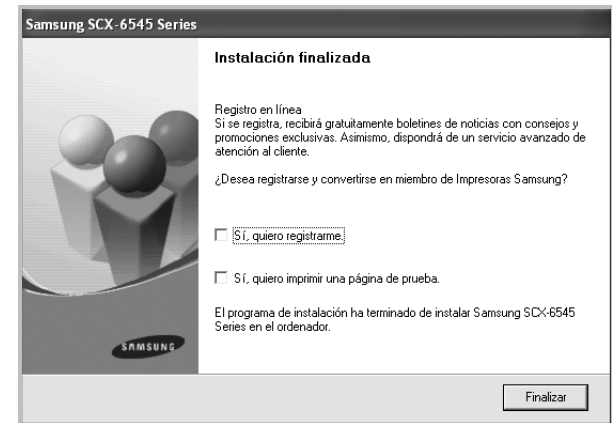 Samsung SCX-6545 Series
Instalación finalizada
Registro en línea
Si se registra, recibirá gratuitamente boletines de noticias con consejos y
promociones exclusivas. Asimismo, dispondrá de un servicio avanzado de
atención al cliente.
¿Desea registrarse y convertirse en miembro de Impresoras Samsung?
Sí, quiero registrarme.
Sí, quiero imprimir una página de prueba.
El programa de instalación ha terminado de instalar Samsung SCX-6545
Series en el ordenador.
SAMSUNG
Finalizar